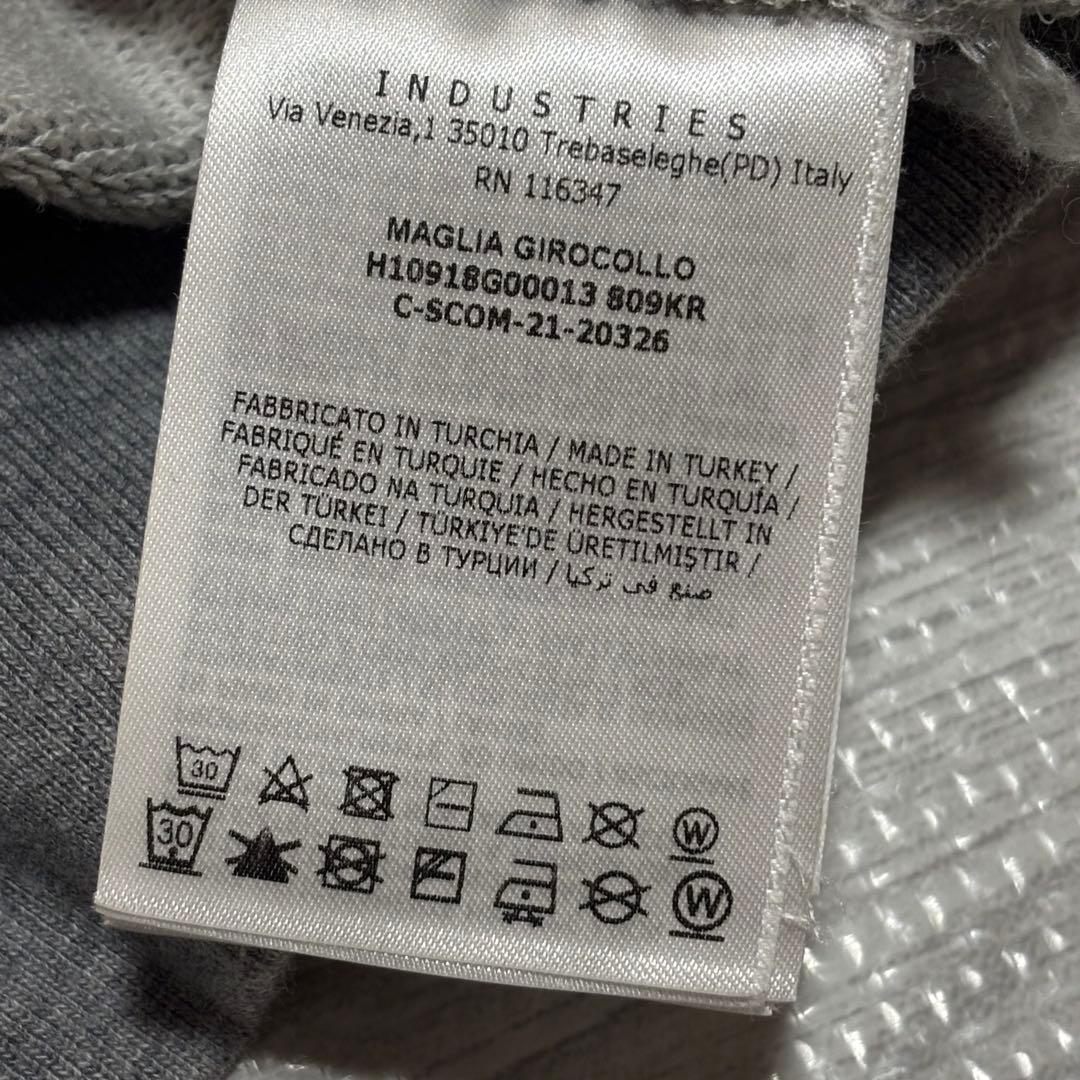 INDUSTRIES
Via Venezia,1 35010 Trebaseleghe(PD) Italy
RN 116347
MAGLIA GIROCOLLO
H10918G00013 809KR
C-SCOM-21-20326
FABBRICATO IN TURCHIA / MADE IN TURKEY /
FABRIQUÉ EN TURQUIE / HECHO EN TURQUÍA /
FABRICADO NA TURQUIA / HERGESTELLT IN
DER TÜRKEI / TÜRKIYE'DE ÜRETILMIŞTIR /
СДЕЛАНО В ТУРЦИИ / صنع في تركيا
30 W
30 W